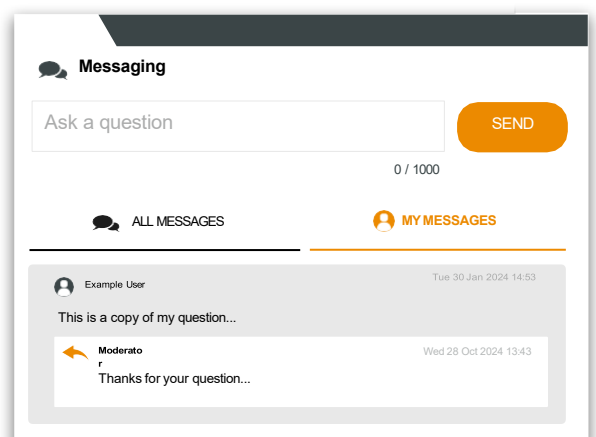 Messaging
Ask a question
SEND
0 / 1000
ALL MESSAGES
MY MESSAGES
Example User
Tue 30 Jan 2024 14:53
This is a copy of my question...
Moderato
r
Wed 28 Oct 2024 13:43
Thanks for your question...